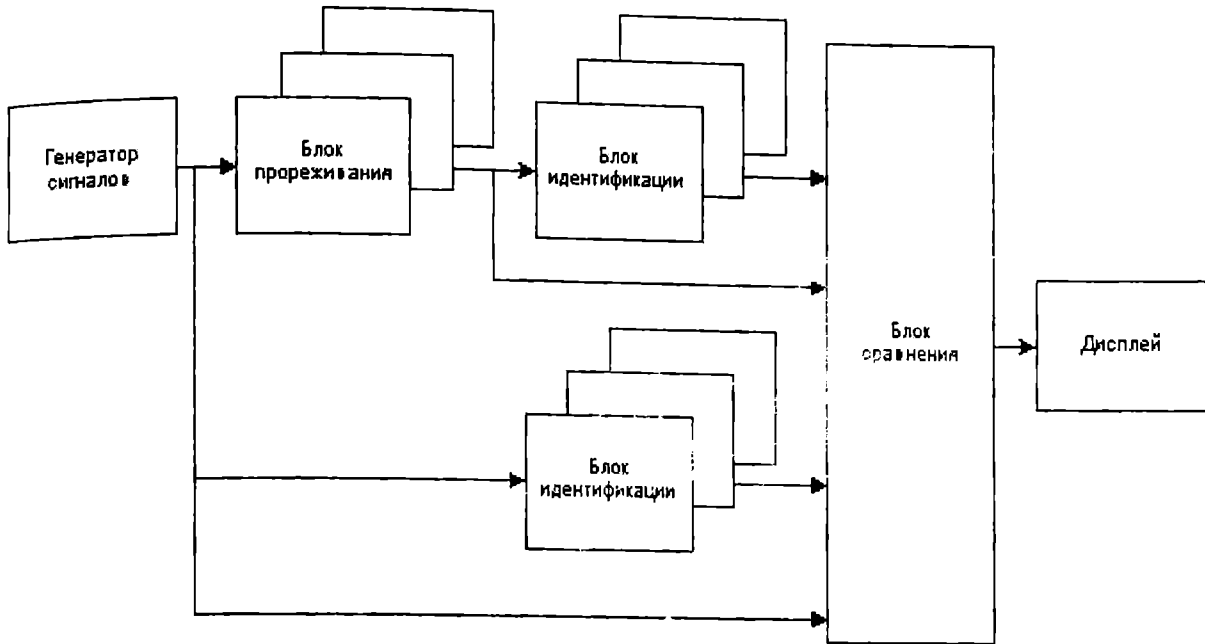 Генератор
сигналов
Блок
прореживания
Блок
идентификации
Блок
идентификации
Блок
сравнения
Дисплей